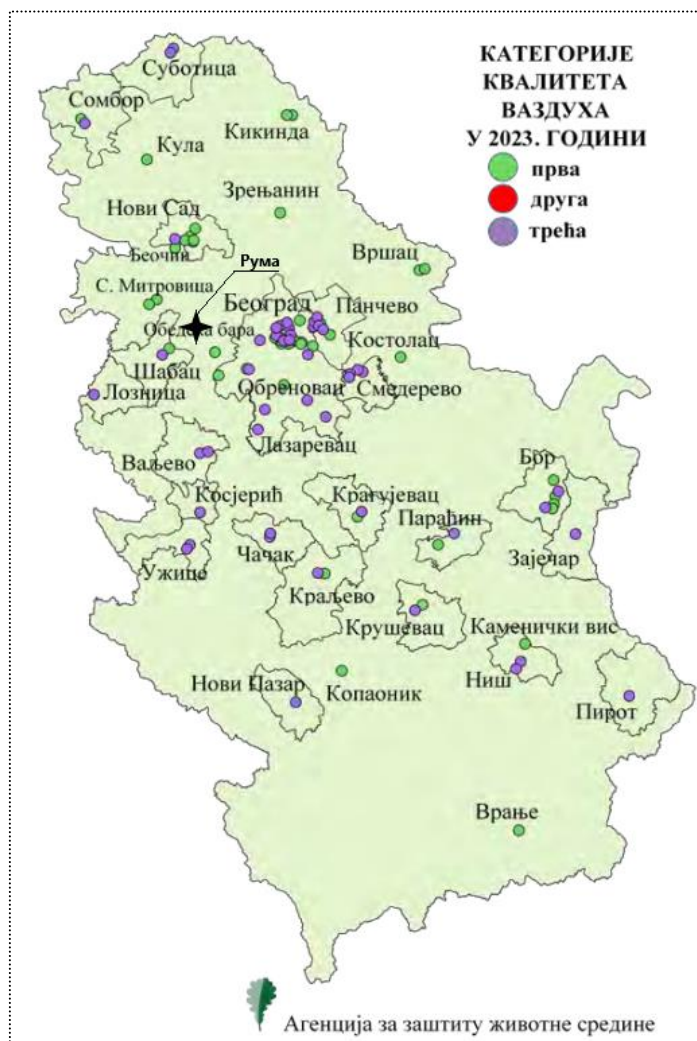 КАТЕГОРИЈЕ
КВАЛИТЕТА
ВАЗДУХА
У 2023. ГОДИНИ
прва
друга
трећа
Суботица
Сомбор
Кикинда
Кула
Зрењанин
Нови Сад
Беочин
Рума
Вршац
С. Митровица
Београд
Панчево
Обедска бара
Костолац
Шабац
Обреновац
Смедерево
Лозница
Лазаревац
Ваљево
Бор
Косјерић
Крагујевац
Параћин
Чачак
Зајечар
Ужице
Краљево
Крушевац
Каменички вис
Нови Пазар
Копаоник
Ниш
Пирот
Врање
Агенција за заштиту животне средине